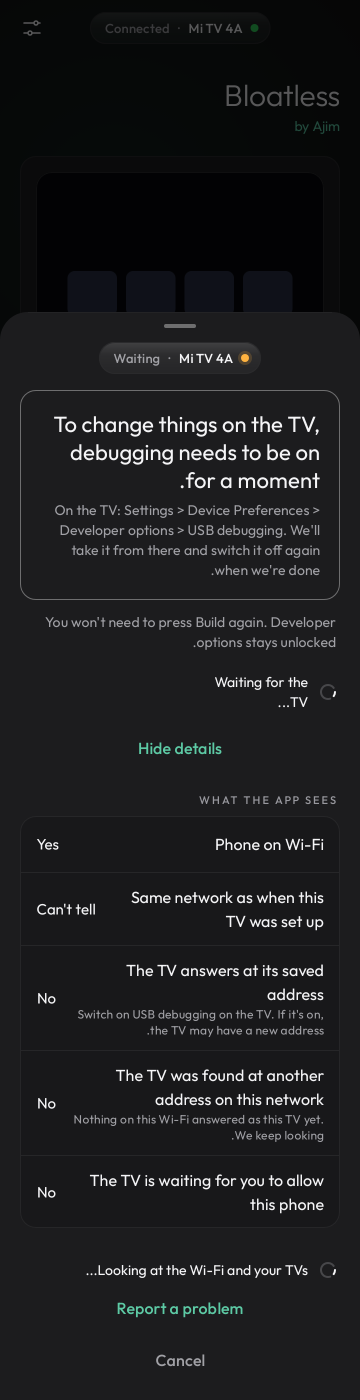 Connected · Mi TV 4A
Bloatless
by Ajim
Waiting · Mi TV 4A
To change things on the TV,
debugging needs to be on
.for a moment
On the TV: Settings > Device Preferences >
Developer options > USB debugging. We'll
take it from there and switch it off again
.when we're done
You won't need to press Build again. Developer
.options stays unlocked
Waiting for the
...TV
Hide details
WHAT THE APP SEES
Phone on Wi-Fi
Yes
Same network as when this
TV was set up
Can't tell
The TV answers at its saved
address
Switch on USB debugging on the TV. If it's on,
.the TV may have a new address
No
The TV was found at another
address on this network
Nothing on this Wi-Fi answered as this TV yet.
.We keep looking
No
The TV is waiting for you to allow
this phone
No
...Looking at the Wi-Fi and your TVs
Report a problem
Cancel